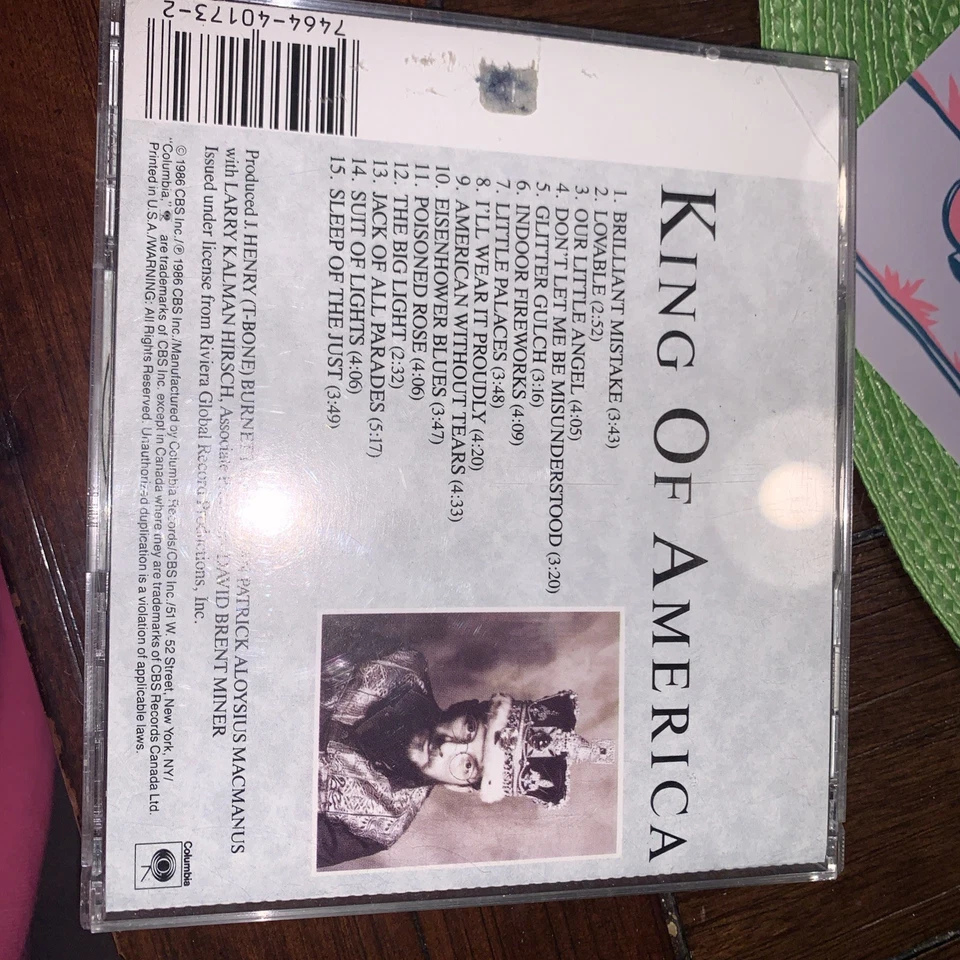 KING OF AMERICA
1. BRILLIANT MISTAKE (3:43)
2. LOVABLE (2:52)
3. OUR LITTLE ANGEL (4:05)
4. DON'T LET ME BE MISUNDERSTOOD (3:20)
5. GLITTER GULCH (3:16)
6. INDOOR FIREWORKS (4:09)
7. LITTLE PALACES (3:48)
8. I'LL WEAR IT PROUDLY (4:20)
9. AMERICAN WITHOUT TEARS (4:33)
10. EISENHOWER BLUES (3:47)
11. POISONED ROSE (4:06)
12. THE BIG LIGHT (2:32)
13. JACK OF ALL PARADES (5:17)
14. SUIT OF LIGHTS (4:06)
15. SLEEP OF THE JUST (3:49)
Produced J. HENRY (T-BONE) BURNETT PATRICK ALOYSIUS MACMANUS
with LARRY KALMAN HIRSCH, Associate DAVID BRENT MINER
Issued under license from Riviera Global Record Productions, Inc.
© 1986 CBS Inc./℗ 1986 CBS Inc./Manufactured by Columbia Records/CBS Inc./51 W. 52 Street, New York, NY/
"Columbia," are trademarks of CBS Inc. except in Canada where they are trademarks of CBS Records Canada Ltd.
Printed in U.S.A./WARNING: All Rights Reserved. Unauthorized duplication is a violation of applicable laws.
7464-40173-2
Columbia